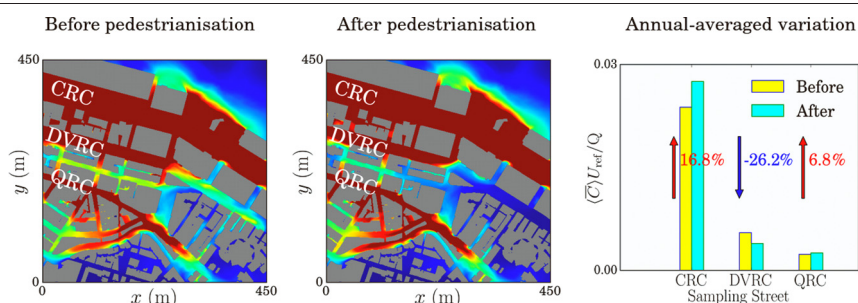 Before pedestrianisation
After pedestrianisation
Annual-averaged variation
450
CRC
DVRC
QRC
y (m)
0
0
x (m)
450
450
CRC
DVRC
QRC
y (m)
0
0
x (m)
450
0.03
Before
After
16.8%
-26.2%
6.8%
⟨C̅⟩U_ref/Q
0.00
CRC
DVRC
QRC
Sampling Street